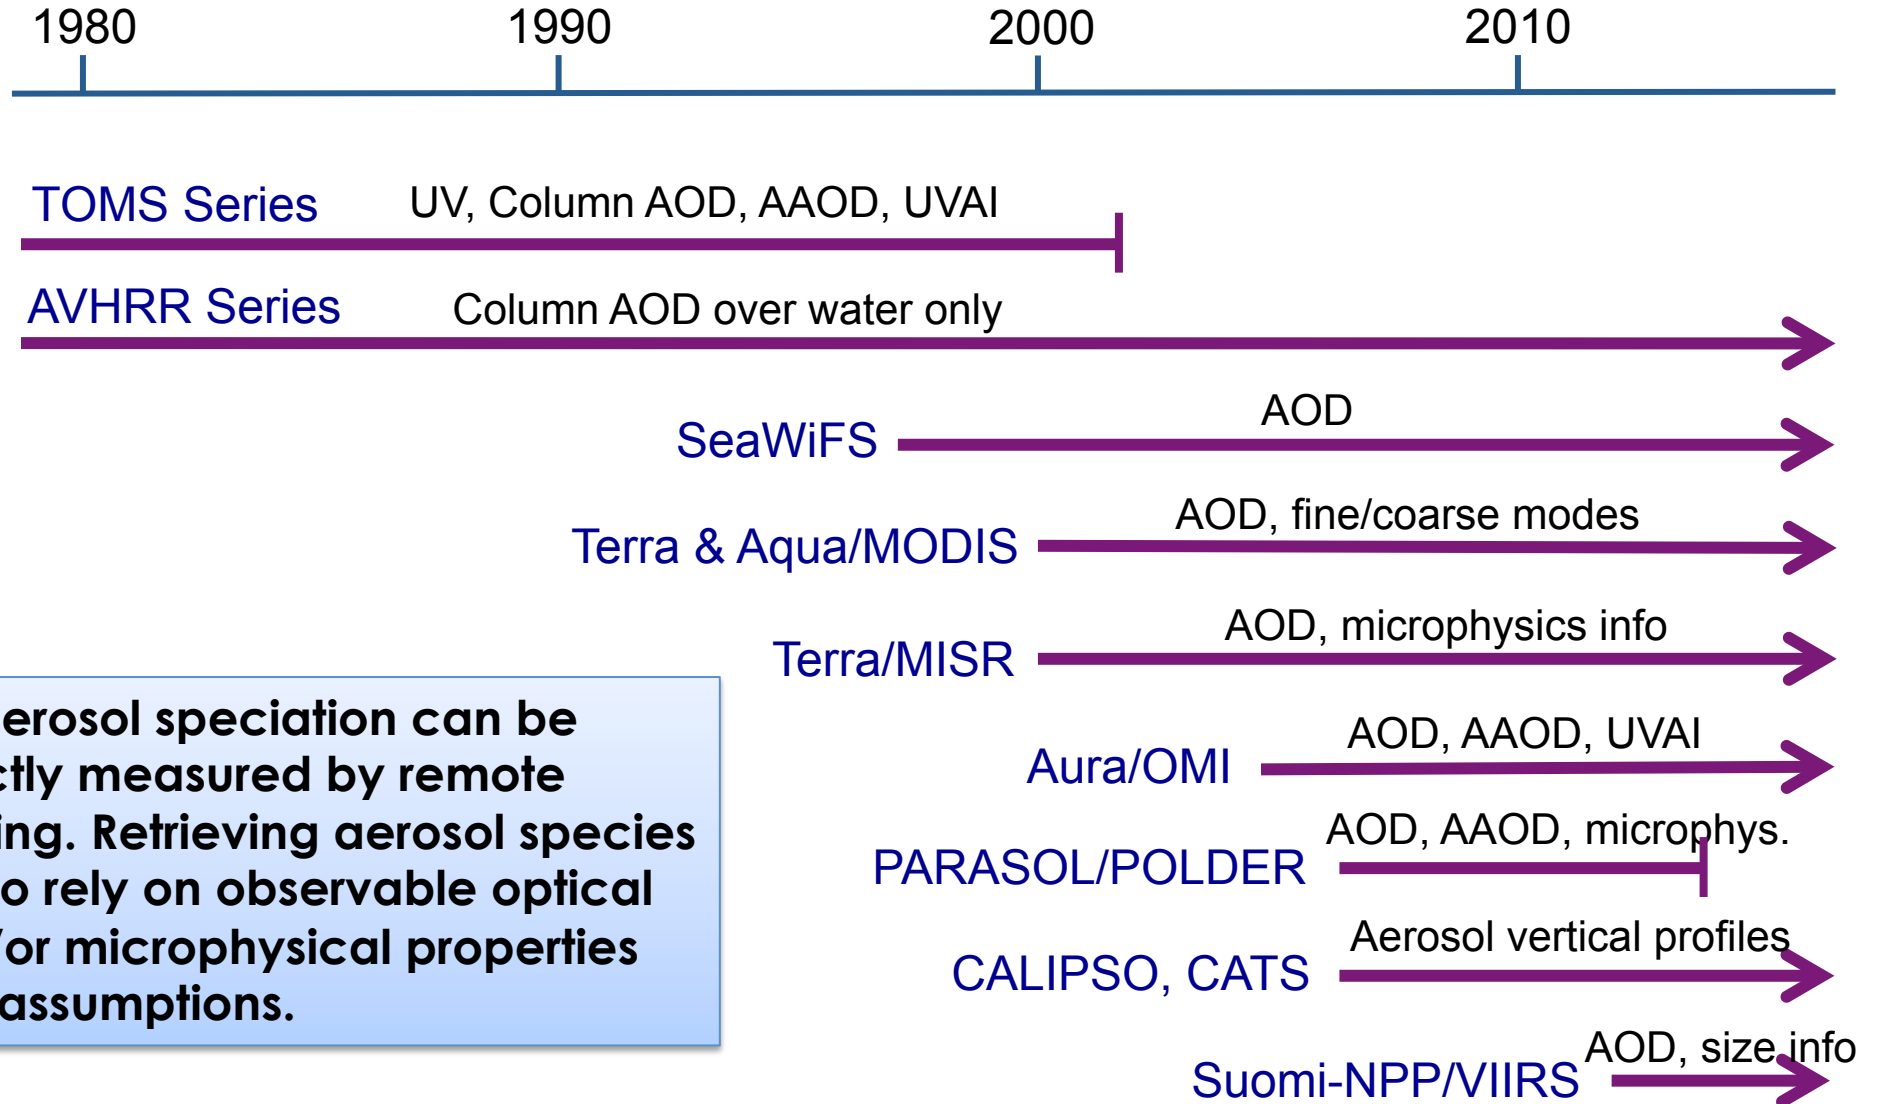 1980 1990 2000 2010
TOMS Series UV, Column AOD, AAOD, UVAI
AVHRR Series Column AOD over water only
AOD
SeaWiFS
AOD, fine/coarse modes
Terra & Aqua/MODIS
AOD, microphysics info
Terra/MISR
AOD, AAOD, UVAI
Aura/OMI
AOD, AAOD, microphys.
PARASOL/POLDER
Aerosol vertical profiles
CALIPSO, CATS
AOD, size info
Suomi-NPP/VIIRS
erosol speciation can be
ctly measured by remote
ing. Retrieving aerosol species
o rely on observable optical
/or microphysical properties
assumptions.